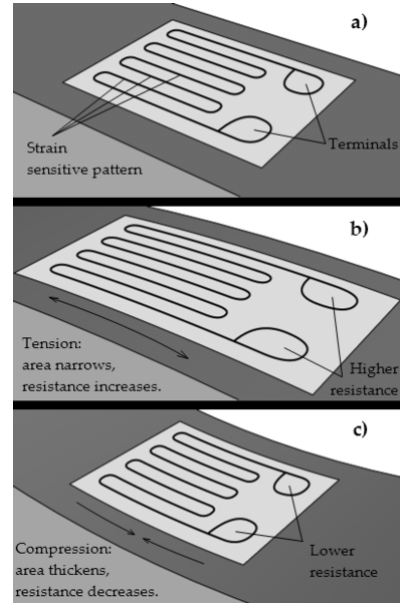 a)
Strain
sensitive pattern
Terminals
b)
Tension:
area narrows,
resistance increases.
Higher
resistance
c)
Compression:
area thickens,
resistance decreases.
Lower
resistance